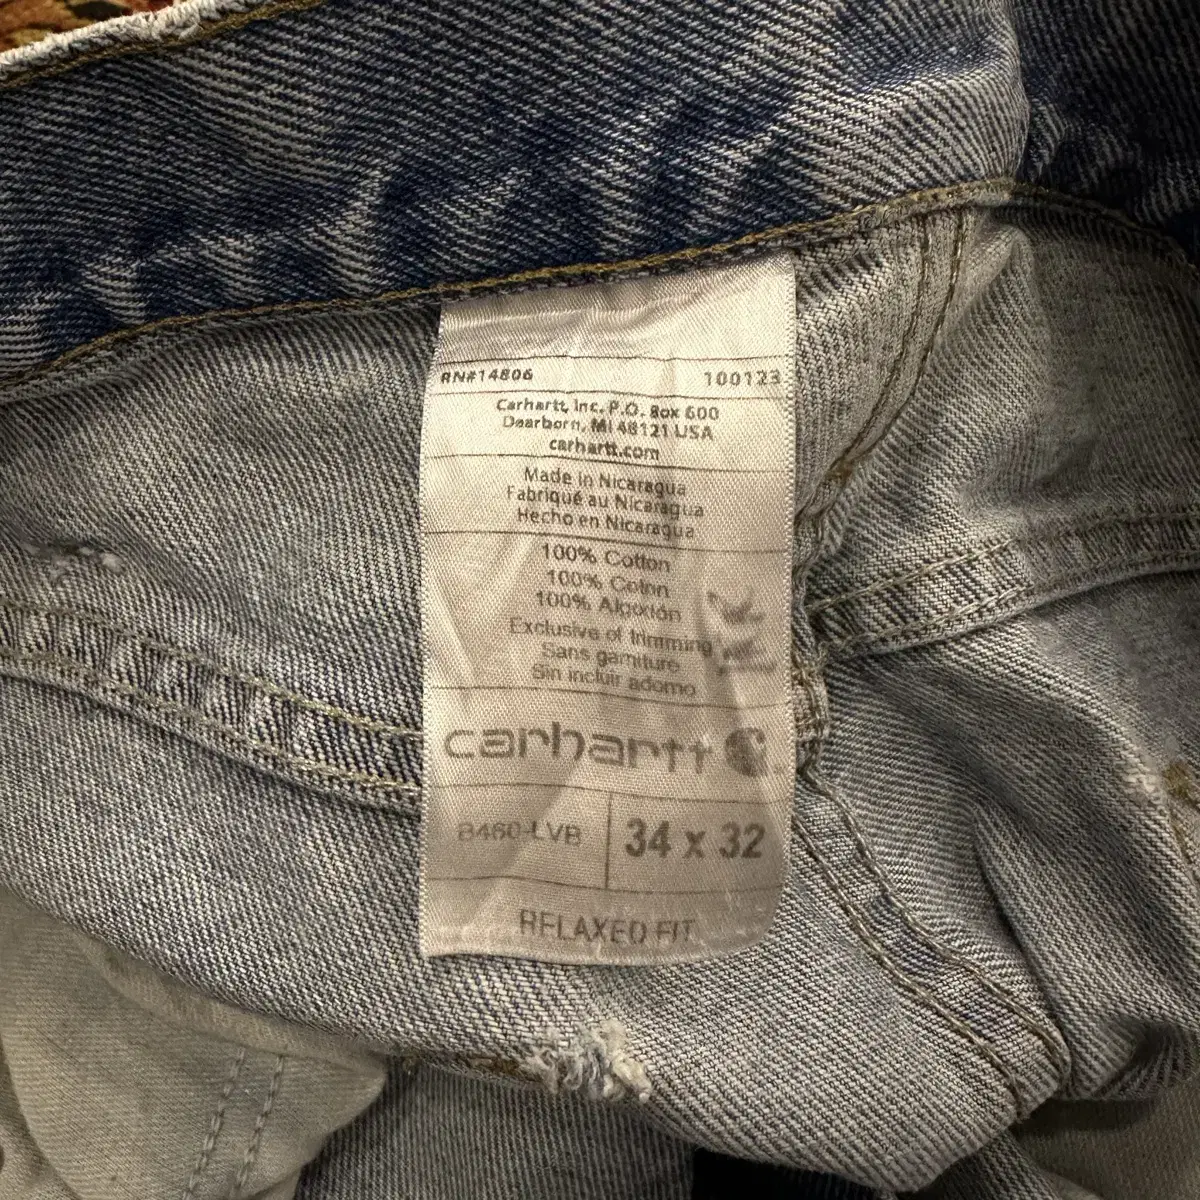 RN#14806 100123
Carhartt, Inc. P.O. Box 600
Dearborn, MI 48121 USA
carhartt.com
Made in Nicaragua
Fabriqué au Nicaragua
Hecho en Nicaragua
100% Cotton
100% Coton
100% Algodón
Exclusive of trimming
Sans garniture
Sin incluir adorno
carhartt
B460-LVB 34 x 32
RELAXED FIT